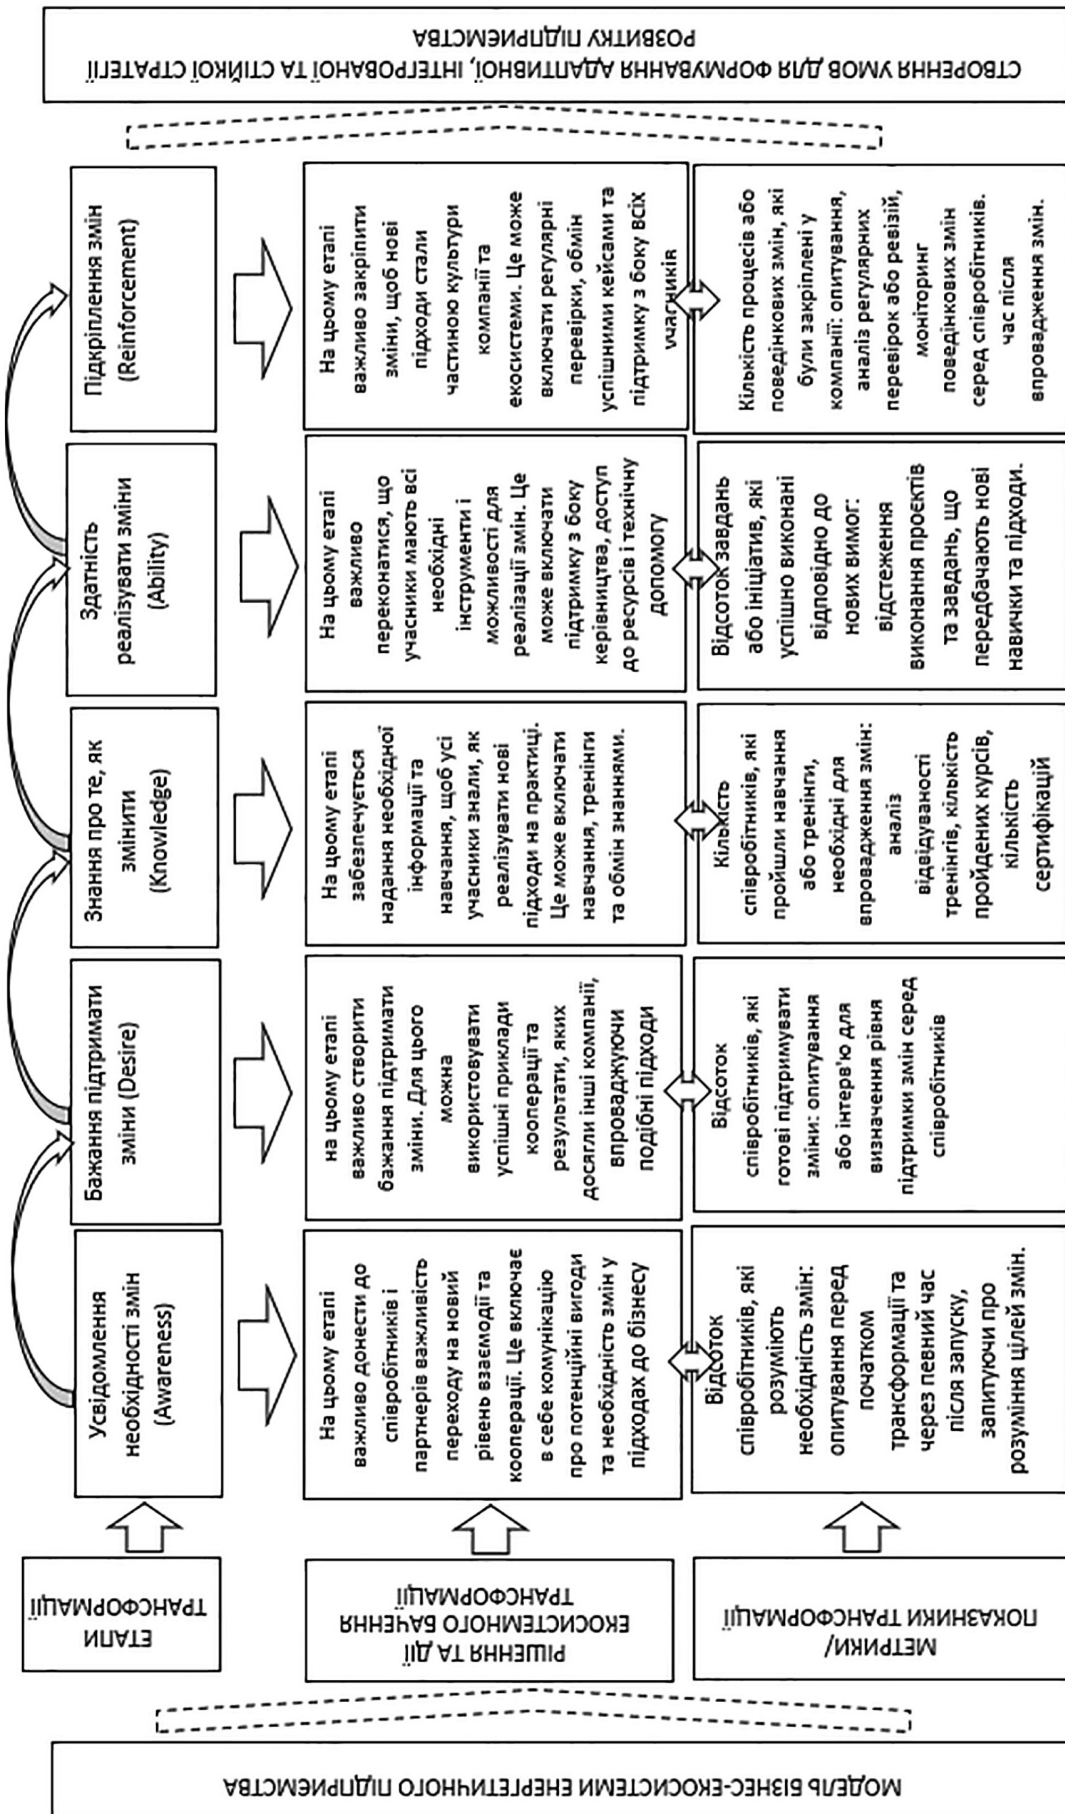 МОДЕЛЬ БІЗНЕС-ЕКОСИСТЕМИ ЕНЕРГЕТИЧНОГО ПІДПРИЄМСТВА
ЕТАПИ
ТРАНСФОРМАЦІЇ
Усвідомлення
необхідності змін
(Awareness)
Бажання підтримати
зміни (Desire)
Знання про те, як
змінити
(Knowledge)
Здатність
реалізувати зміни
(Ability)
Підкріплення змін
(Reinforcement)
РІШЕННЯ ТА ДІЇ
ЕКОСИСТЕМНОГО БАЧЕННЯ
ТРАНСФОРМАЦІЇ
На цьому етапі
важливо донести до
співробітників і
партнерів важливість
переходу на новий
рівень взаємодії та
кооперації. Це включає
в себе комунікацію
про потенційні вигоди
та необхідність змін у
підходах до бізнесу
на цьому етапі
важливо створити
бажання підтримати
зміни. Для цього
можна
використовувати
успішні приклади
кооперації та
результати, яких
досягли інші компанії,
впроваджуючи
подібні підходи
На цьому етапі
забезпечується
надання необхідної
інформації та
навчання, щоб усі
учасники знали, як
реалізувати нові
підходи на практиці.
Це може включати
навчання, тренінги
та обмін знаннями.
На цьому етапі
важливо
переконатися, що
учасники мають всі
необхідні
інструменти і
можливості для
реалізації змін. Це
може включати
підтримку з боку
керівництва, доступ
до ресурсів і технічну
допомогу
На цьому етапі
важливо закріпити
зміни, щоб нові
підходи стали
частиною культури
компанії та
екосистеми. Це може
включати регулярні
перевірки, обмін
успішними кейсами та
підтримку з боку всіх
учасників
МЕТРИКИ/
ПОКАЗНИКИ ТРАНСФОРМАЦІЇ
Відсоток
співробітників, які
розуміють
необхідність змін:
опитування перед
початком
трансформації та
через певний час
після запуску,
запитуючи про
розуміння цілей змін.
Відсоток
співробітників, які
готові підтримувати
зміни: опитування
або інтерв'ю для
визначення рівня
підтримки змін серед
співробітників
Кількість
співробітників, які
пройшли навчання
або тренінги,
необхідні для
впровадження змін:
аналіз
відвідуваності
тренінгів, кількість
пройдених курсів,
кількість
сертифікацій
Відсоток завдань
або ініціатив, які
успішно виконані
відповідно до
нових вимог:
відстеження
виконання проєктів
та завдань, що
передбачають нові
навички та підходи.
Кількість процесів або
поведінкових змін, які
були закріплені у
компанії: опитування,
аналіз регулярних
перевірок або ревізій,
моніторинг
поведінкових змін
серед співробітників.
час після
впровадження змін.
СТВОРЕННЯ УМОВ ДЛЯ ФОРМУВАННЯ АДАПТИВНОЇ, ІНТЕГРОВАНОЇ ТА СТІЙКОЇ СТРАТЕГІЇ
РОЗВИТКУ ПІДПРИЄМСТВА